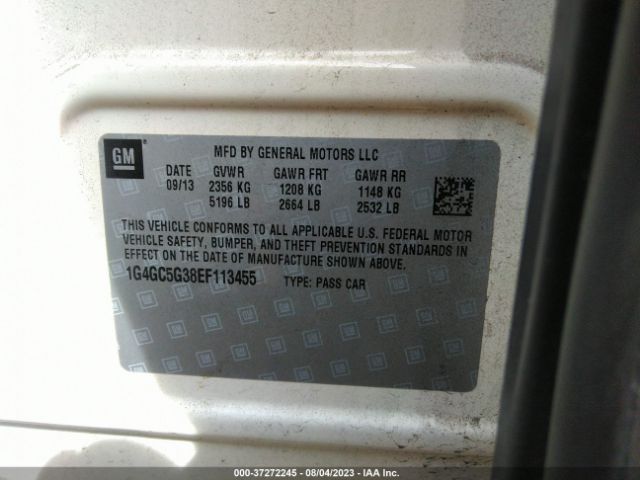 GM
MFD BY GENERAL MOTORS LLC
DATE GVWR GAWR FRT GAWR RR
09/13 2356 KG 1208 KG 1148 KG
5196 LB 2664 LB 2532 LB
THIS VEHICLE CONFORMS TO ALL APPLICABLE U.S. FEDERAL MOTOR
VEHICLE SAFETY, BUMPER, AND THEFT PREVENTION STANDARDS IN
EFFECT ON THE DATE OF MANUFACTURE SHOWN ABOVE.
1G4GC5G38EF113455 TYPE: PASS CAR
000-37272245 - 08/04/2023 - IAA Inc.